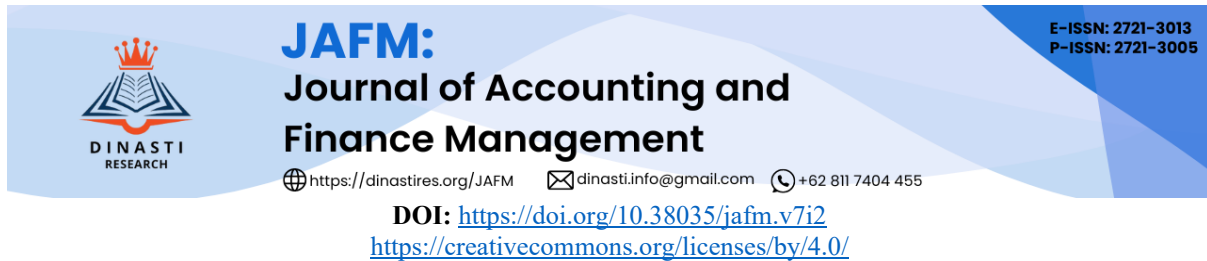 JAFM:
E-ISSN: 2721-3013
P-ISSN: 2721-3005
Journal of Accounting and
Finance Management
DINASTI
RESEARCH
https://dinastires.org/JAFM dinasti.info@gmail.com +62 811 7404 455
DOI: https://doi.org/10.38035/jafm.v7i2
https://creativecommons.org/licenses/by/4.0/